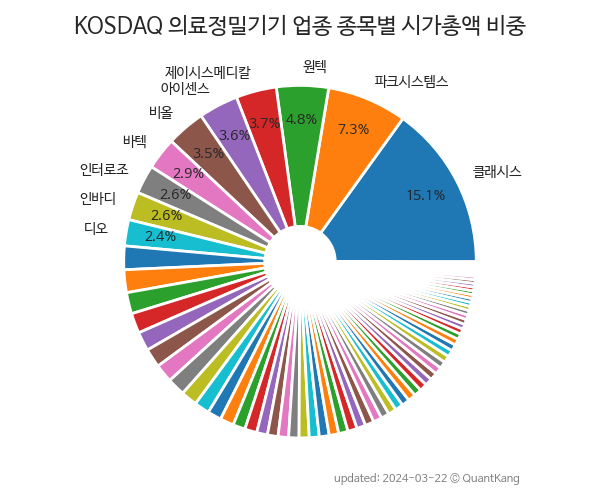 KOSDAQ 의료정밀기기 업종 종목별 시가총액 비중
원텍
제이시스메디칼
파크시스템스
아이센스
비올
바텍
인터로조
인바디
디오
클래시스
15.1%
7.3%
4.8%
3.7%
3.6%
3.5%
2.9%
2.6%
2.6%
2.4%
updated: 2024-03-22 © QuantKang